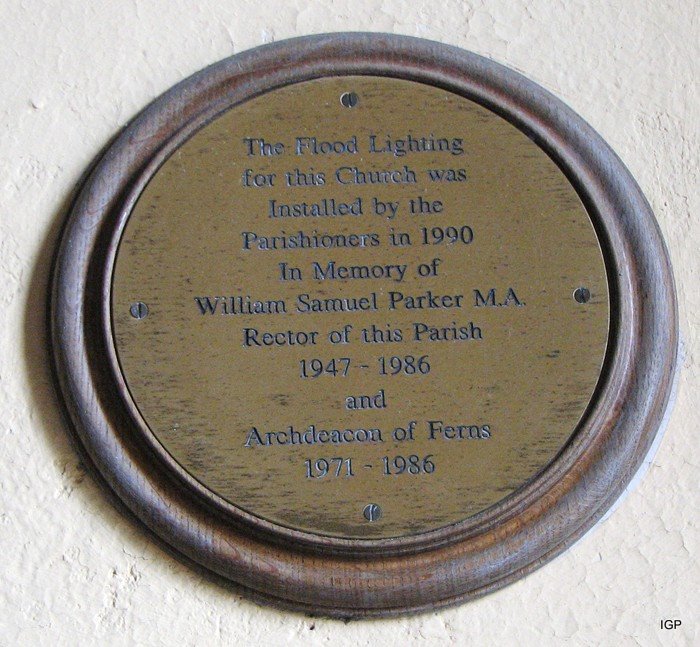 The Flood Lighting
for this Church was
Installed by the
Parishioners in 1990
In Memory of
William Samuel Parker M.A.
Rector of this Parish
1947 - 1986
and
Archdeacon of Ferns
1971 - 1986
IGP